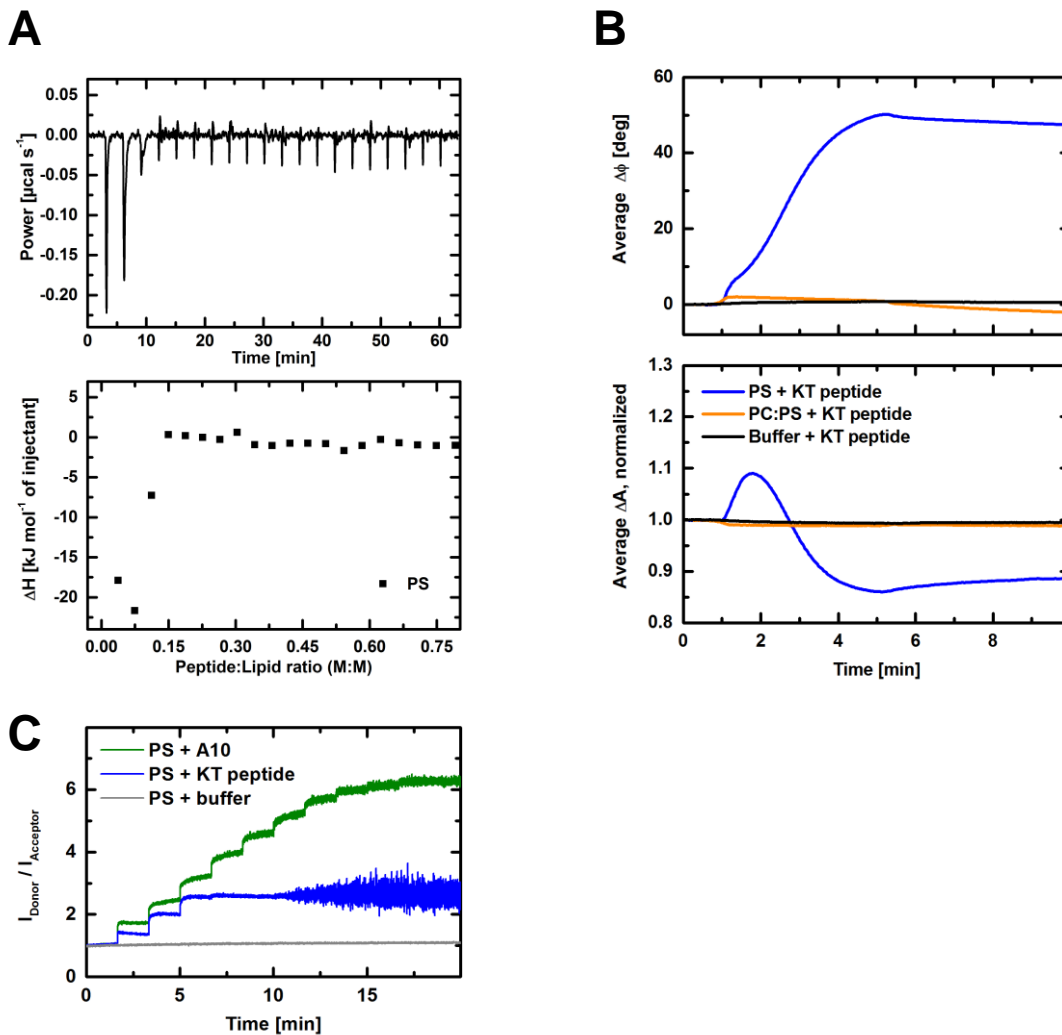 A
Power [µcal s⁻¹]
0.05
0.00
-0.05
-0.10
-0.15
-0.20
0 10 20 30 40 50 60
Time [min]
ΔH [kJ mol⁻¹ of injectant]
5
0
-5
-10
-15
-20
PS
0.00 0.15 0.30 0.45 0.60 0.75
Peptide:Lipid ratio (M:M)
B
Average Δϕ [deg]
60
40
20
0
Average ΔA, normalized
1.3
1.2
1.1
1.0
0.9
0.8
PS + KT peptide
PC:PS + KT peptide
Buffer + KT peptide
0 2 4 6 8
Time [min]
C
I_Donor / I_Acceptor
6
4
2
0
PS + A10
PS + KT peptide
PS + buffer
0 5 10 15
Time [min]